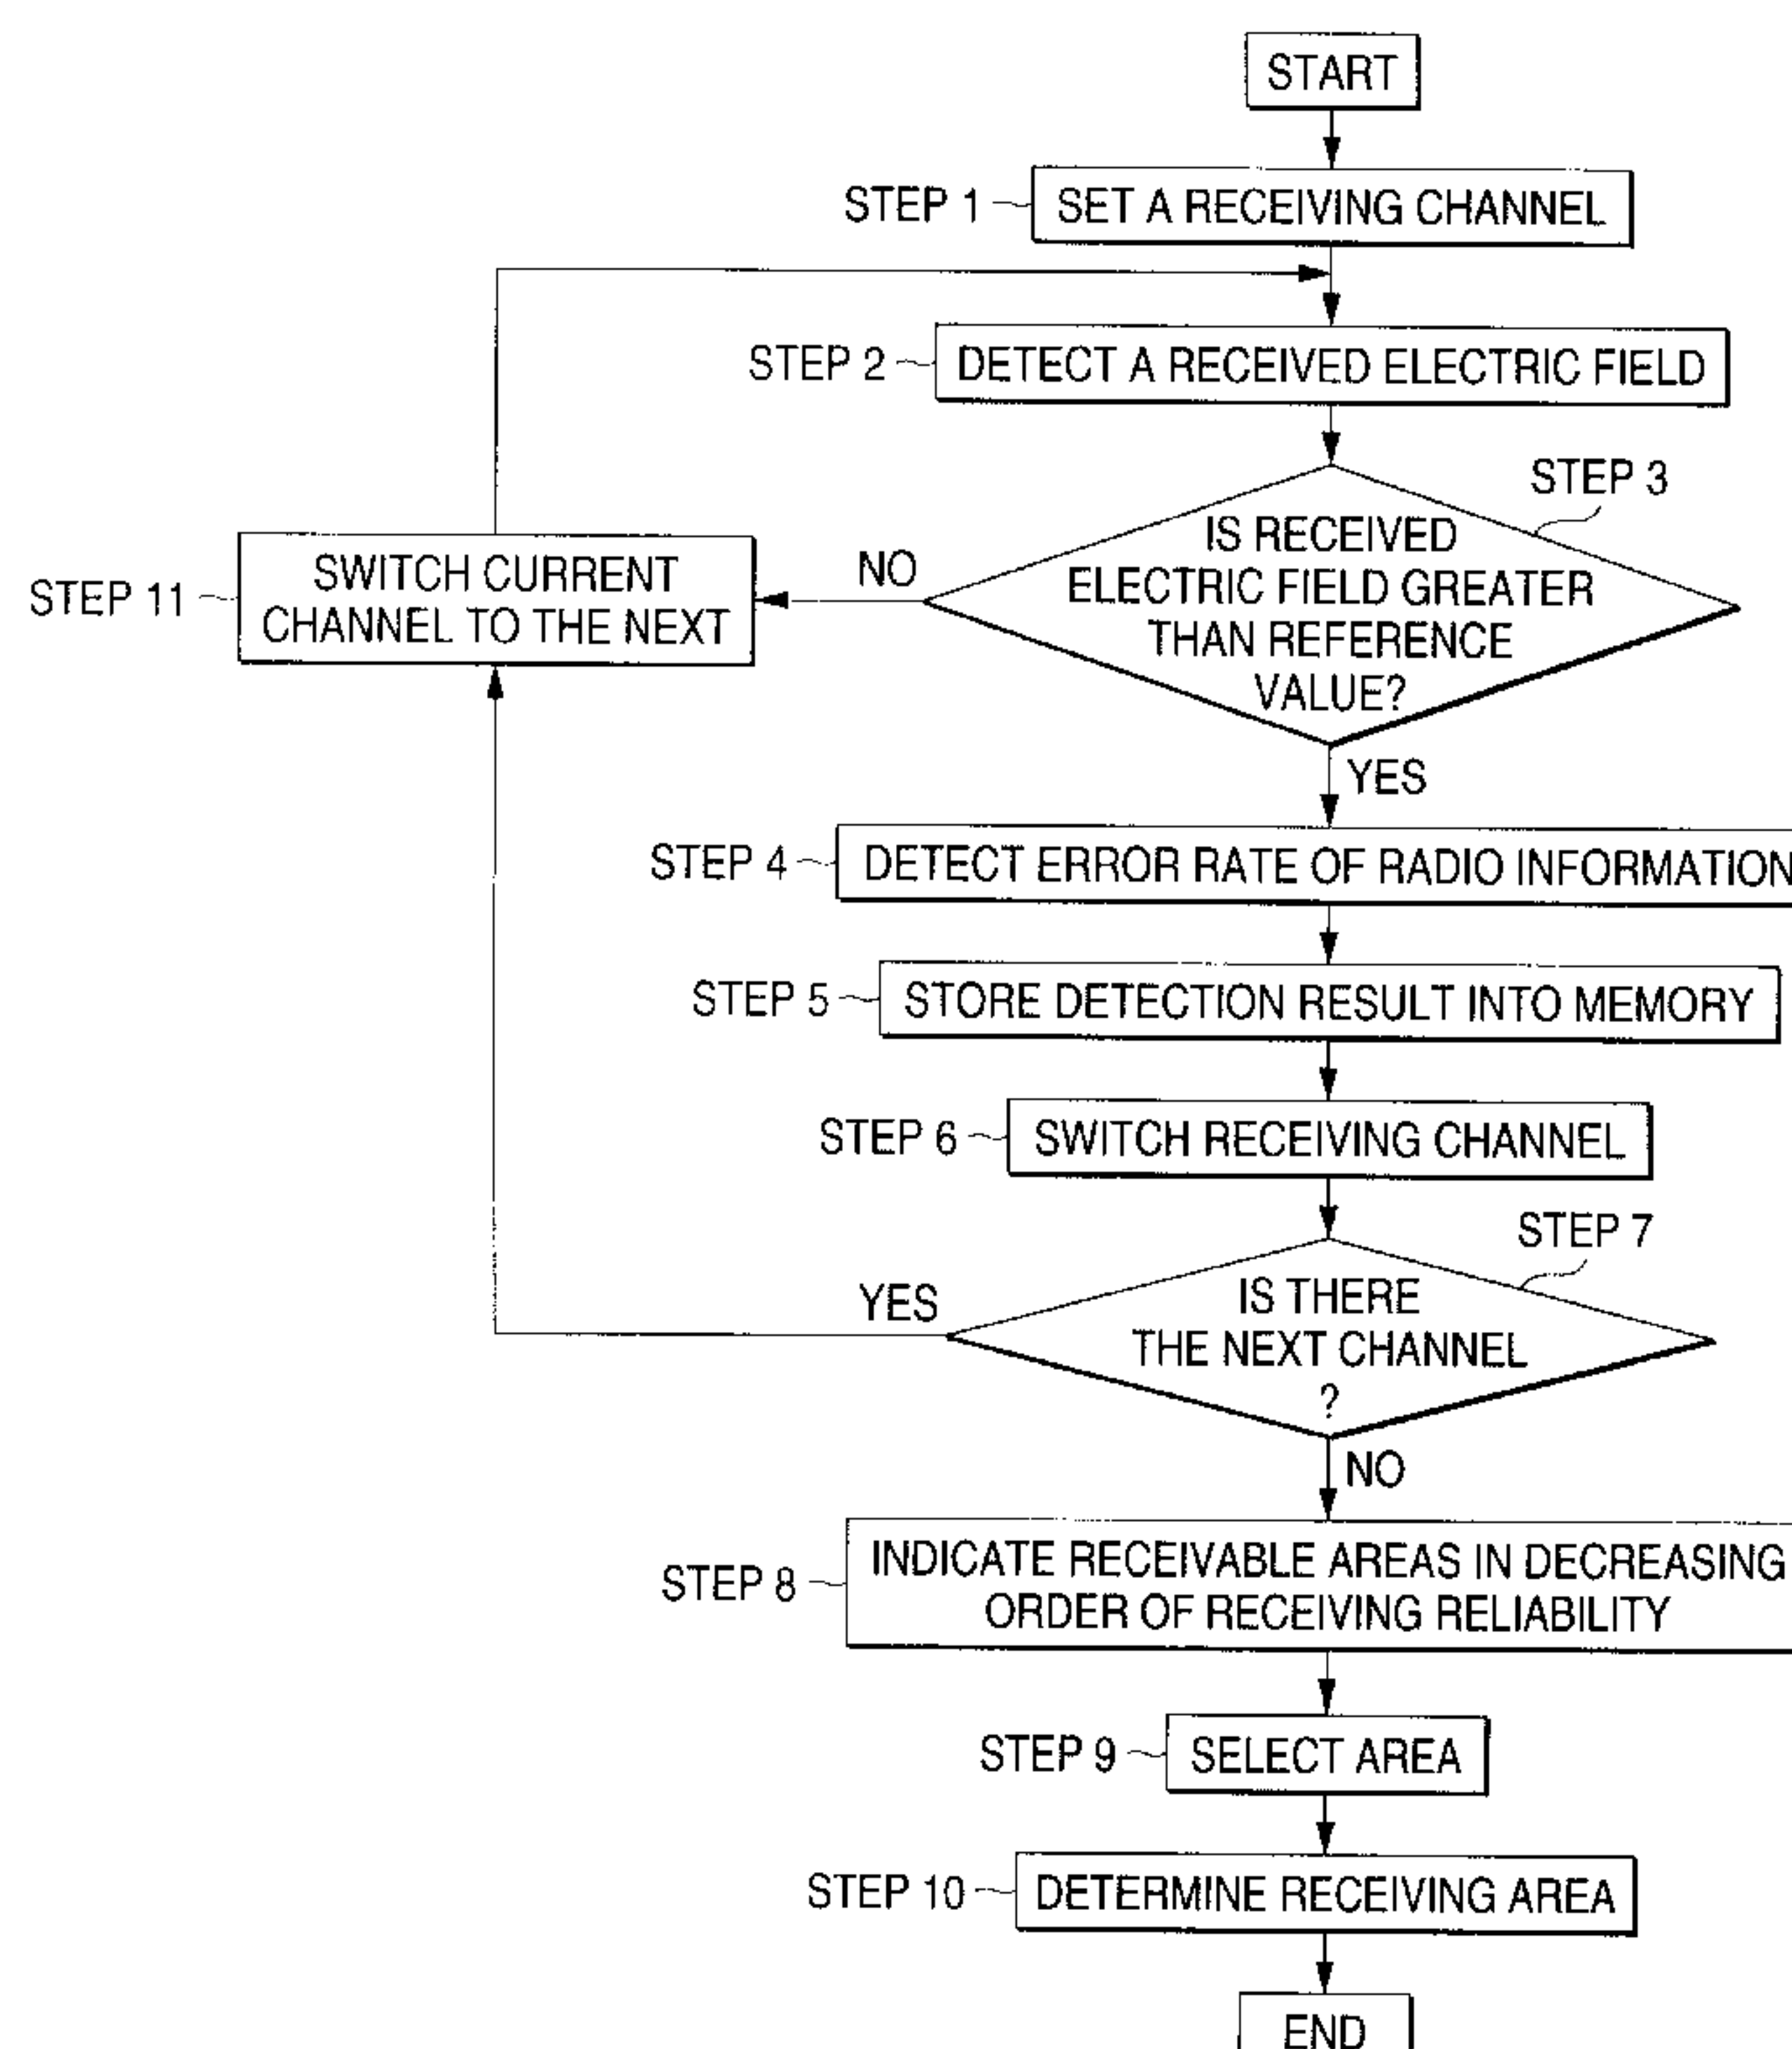 START
STEP 1
SET A RECEIVING CHANNEL
STEP 2
DETECT A RECEIVED ELECTRIC FIELD
STEP 3
IS RECEIVED
ELECTRIC FIELD GREATER
THAN REFERENCE
VALUE?
NO
STEP 11
SWITCH CURRENT
CHANNEL TO THE NEXT
YES
STEP 4
DETECT ERROR RATE OF RADIO INFORMATION
STEP 5
STORE DETECTION RESULT INTO MEMORY
STEP 6
SWITCH RECEIVING CHANNEL
STEP 7
IS THERE
THE NEXT CHANNEL
?
YES
NO
STEP 8
INDICATE RECEIVABLE AREAS IN DECREASING
ORDER OF RECEIVING RELIABILITY
STEP 9
SELECT AREA
STEP 10
DETERMINE RECEIVING AREA
END